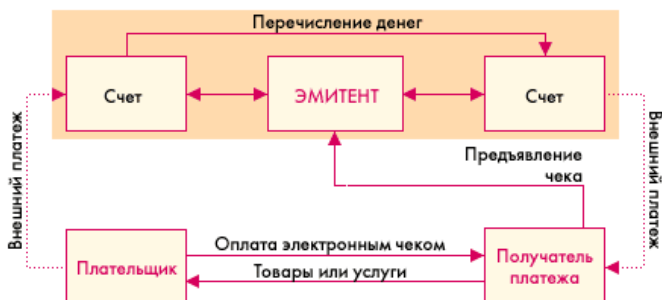 Перечисление денег
Счет
ЭМИТЕНТ
Счет
Внешний платеж
Внешний платеж
Предъявление
чека
Оплата электронным чеком
Плательщик
Товары или услуги
Получатель
платежа